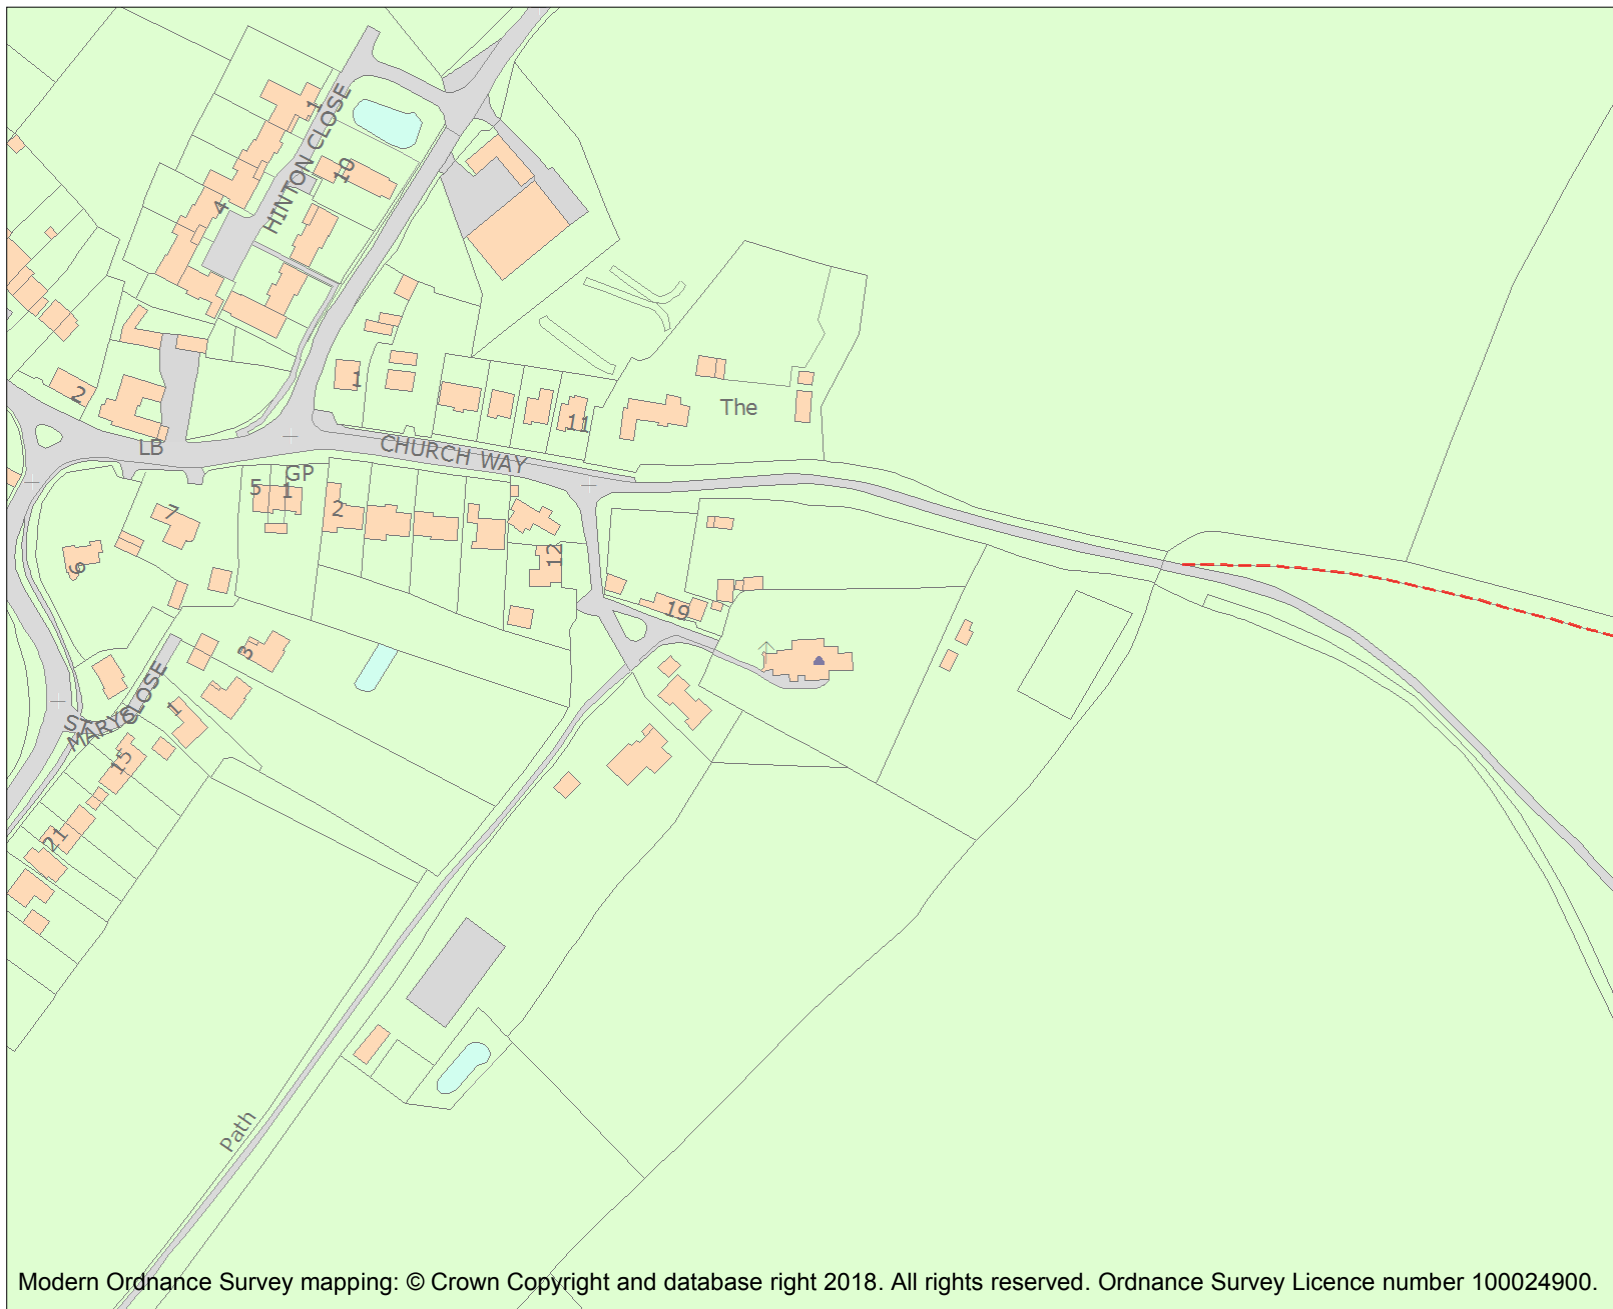 1
HINTON CLOSE
10
4
2
1
The
11
LB
CHURCH WAY
GP
5
1
2
7
12
6
19
3
ST
MARYS
CLOSE
1
15
21
Path
Modern Ordnance Survey mapping: © Crown Copyright and database right 2018. All rights reserved. Ordnance Survey Licence number 100024900.